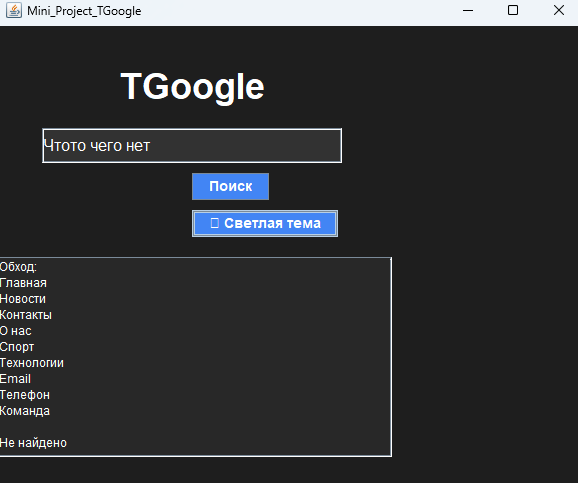 Mini_Project_TGoogle
TGoogle
Чтото чего нет
Поиск
Светлая тема
Обход:
Главная
Новости
Контакты
О нас
Спорт
Технологии
Email
Телефон
Команда
Не найдено